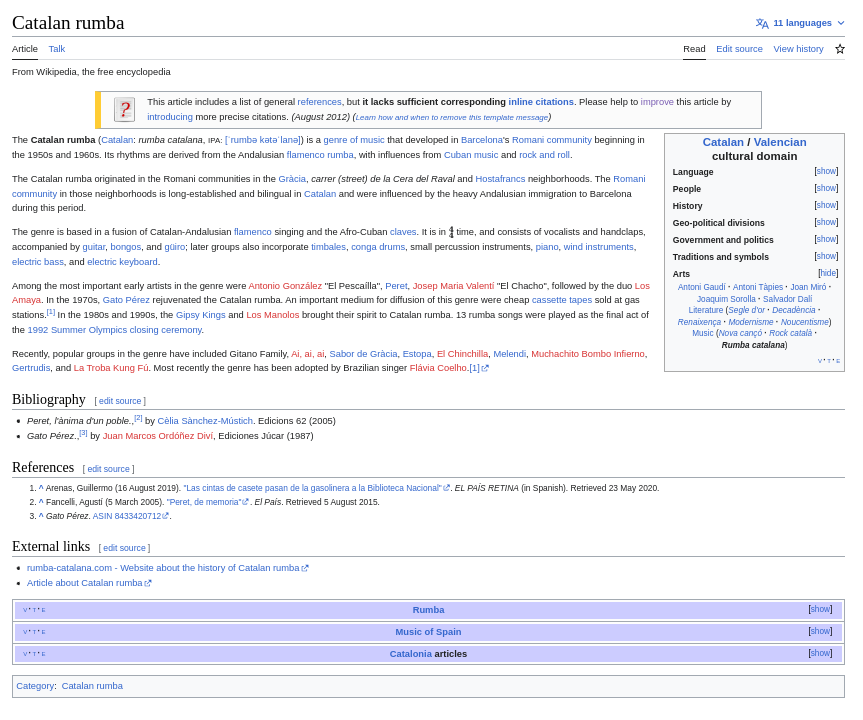 Catalan rumba
11 languages
Article Talk Read Edit source View history
From Wikipedia, the free encyclopedia
This article includes a list of general references, but it lacks sufficient corresponding inline citations. Please help to improve this article by
introducing more precise citations. (August 2012) (Learn how and when to remove this template message)
The Catalan rumba (Catalan: rumba catalana, IPA: [ˈrumbə kətəˈlanə]) is a genre of music that developed in Barcelona's Romani community beginning in
the 1950s and 1960s. Its rhythms are derived from the Andalusian flamenco rumba, with influences from Cuban music and rock and roll.
The Catalan rumba originated in the Romani communities in the Gràcia, carrer (street) de la Cera del Raval and Hostafrancs neighborhoods. The Romani
community in those neighborhoods is long-established and bilingual in Catalan and were influenced by the heavy Andalusian immigration to Barcelona
during this period.
The genre is based in a fusion of Catalan-Andalusian flamenco singing and the Afro-Cuban claves. It is in 4/4 time, and consists of vocalists and handclaps,
accompanied by guitar, bongos, and güiro; later groups also incorporate timbales, conga drums, small percussion instruments, piano, wind instruments,
electric bass, and electric keyboard.
Among the most important early artists in the genre were Antonio González "El Pescaílla", Peret, Josep Maria Valentí "El Chacho", followed by the duo Los
Amaya. In the 1970s, Gato Pérez rejuvenated the Catalan rumba. An important medium for diffusion of this genre were cheap cassette tapes sold at gas
stations.[1] In the 1980s and 1990s, the Gipsy Kings and Los Manolos brought their spirit to Catalan rumba. 13 rumba songs were played as the final act of
the 1992 Summer Olympics closing ceremony.
Recently, popular groups in the genre have included Gitano Family, Ai, ai, ai, Sabor de Gràcia, Estopa, El Chinchilla, Melendi, Muchachito Bombo Infierno,
Gertrudis, and La Troba Kung Fú. Most recently the genre has been adopted by Brazilian singer Flávia Coelho.[1]
Catalan / Valencian
cultural domain
Language [show]
People [show]
History [show]
Geo-political divisions [show]
Government and politics [show]
Traditions and symbols [show]
Arts [hide]
Antoni Gaudí · Antoni Tàpies · Joan Miró ·
Joaquim Sorolla · Salvador Dalí
Literature (Segle d'or · Decadència ·
Renaixença · Modernisme · Noucentisme)
Music (Nova cançó · Rock català ·
Rumba catalana)
V · T · E
Bibliography [ edit source ]
• Peret, l'ànima d'un poble.,[2] by Cèlia Sànchez-Mústich. Edicions 62 (2005)
• Gato Pérez.,[3] by Juan Marcos Ordóñez Diví, Ediciones Júcar (1987)
References [ edit source ]
1. ^ Arenas, Guillermo (16 August 2019). "Las cintas de casete pasan de la gasolinera a la Biblioteca Nacional". EL PAÍS RETINA (in Spanish). Retrieved 23 May 2020.
2. ^ Fancelli, Agustí (5 March 2005). "Peret, de memoria". El País. Retrieved 5 August 2015.
3. ^ Gato Pérez. ASIN 8433420712.
External links [ edit source ]
• rumba-catalana.com - Website about the history of Catalan rumba
• Article about Catalan rumba
V · T · E Rumba [show]
V · T · E Music of Spain [show]
V · T · E Catalonia articles [show]
Category: Catalan rumba